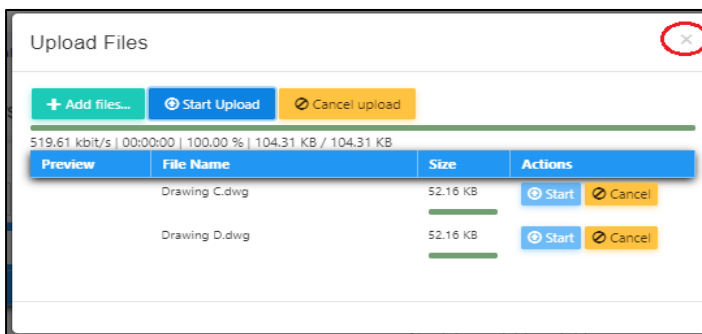 Upload Files
×
+ Add files... Start Upload Cancel upload
519.61 kbit/s | 00:00:00 | 100.00 % | 104.31 KB / 104.31 KB
Preview File Name Size Actions
Drawing C.dwg 52.16 KB Start Cancel
Drawing D.dwg 52.16 KB Start Cancel